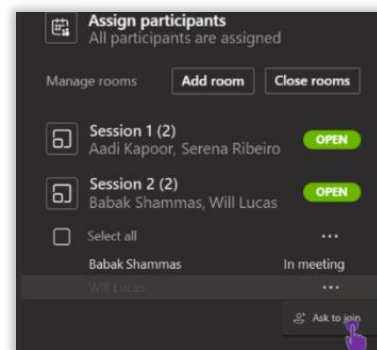 Assign participants
All participants are assigned
Manage rooms Add room Close rooms
Session 1 (2) OPEN
Aadi Kapoor, Serena Ribeiro
Session 2 (2) OPEN
Babak Shammas, Will Lucas
Select all ...
Babak Shammas In meeting
Will Lucas ...
Ask to join